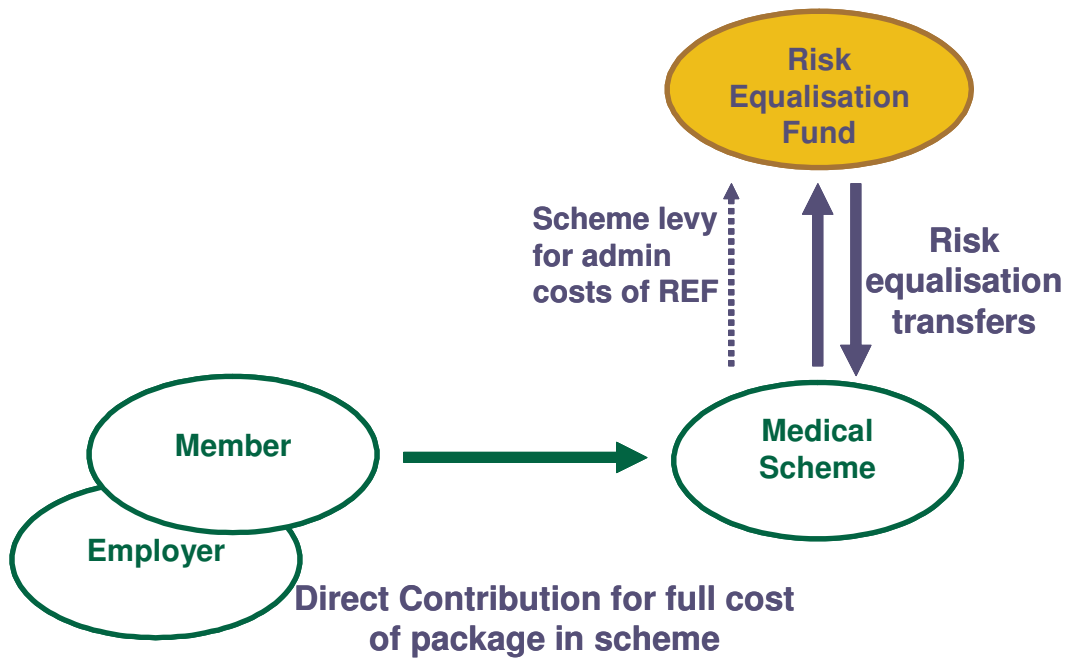 Risk
Equalisation
Fund
Scheme levy
for admin
costs of REF
Risk
equalisation
transfers
Member
Medical
Scheme
Employer
Direct Contribution for full cost
of package in scheme